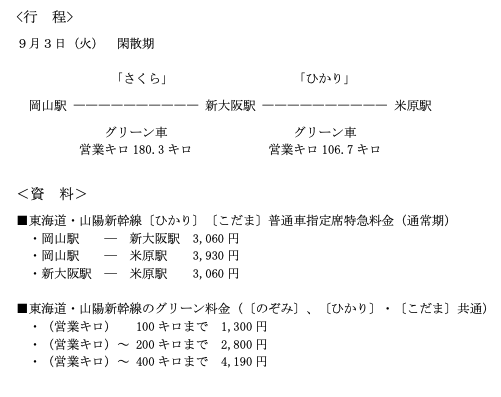 <行　程>
９月３日（火）　閑散期
「さくら」　「ひかり」
岡山駅 ―――――――――― 新大阪駅 ―――――――――― 米原駅
グリーン車　グリーン車
営業キロ 180.3 キロ　営業キロ 106.7 キロ
＜資　料＞
■東海道・山陽新幹線〔ひかり〕〔こだま〕普通車指定席特急料金（通常期）
・岡山駅　―　新大阪駅　3,060 円
・岡山駅　―　米原駅　3,930 円
・新大阪駅　―　米原駅　3,060 円
■東海道・山陽新幹線のグリーン料金（〔のぞみ〕、〔ひかり〕・〔こだま〕共通）
・（営業キロ）　100 キロまで　1,300 円
・（営業キロ）～ 200 キロまで　2,800 円
・（営業キロ）～ 400 キロまで　4,190 円